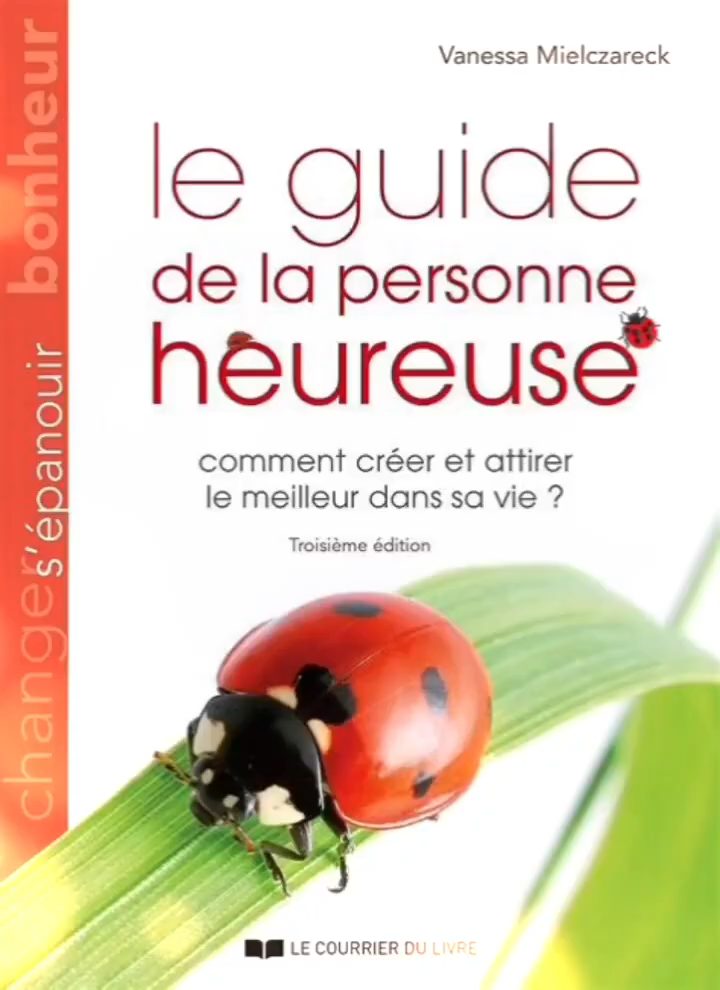 Vanessa Mielczareck
le guide
de la personne
heureuse
comment créer et attirer
le meilleur dans sa vie ?
Troisième édition
bonheur
s'épanouir
changer
LE COURRIER DU LIVRE